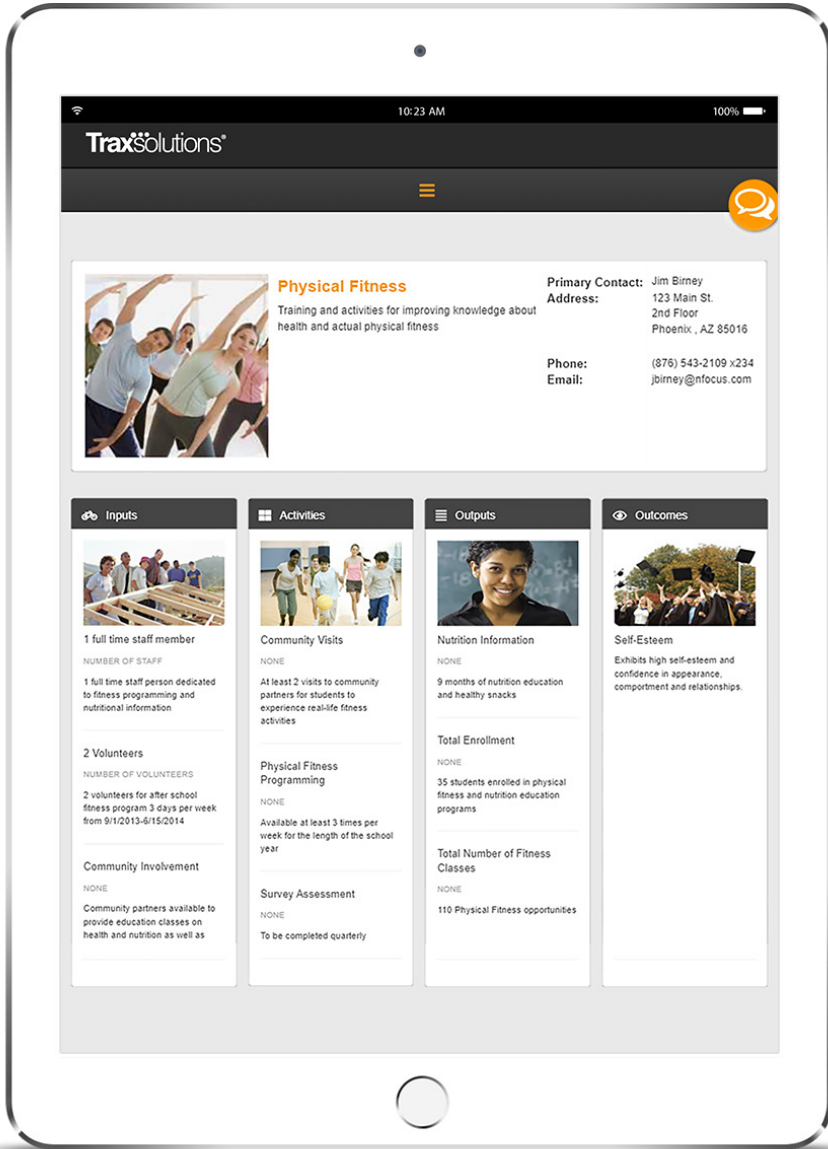 10:23 AM
100%
Traxsolutions®
Physical Fitness
Training and activities for improving knowledge about
health and actual physical fitness
Primary Contact: Jim Birney
Address: 123 Main St.
2nd Floor
Phoenix , AZ 85016
Phone: (876) 543-2109 x234
Email: jbirney@nfocus.com
Inputs
1 full time staff member
NUMBER OF STAFF
1 full time staff person dedicated
to fitness programming and
nutritional information
2 Volunteers
NUMBER OF VOLUNTEERS
2 volunteers for after school
fitness program 3 days per week
from 9/1/2013-6/15/2014
Community Involvement
NONE
Community partners available to
provide education classes on
health and nutrition as well as
Activities
Community Visits
NONE
At least 2 visits to community
partners for students to
experience real-life fitness
activities
Physical Fitness
Programming
NONE
Available at least 3 times per
week for the length of the school
year
Survey Assessment
NONE
To be completed quarterly
Outputs
Nutrition Information
NONE
9 months of nutrition education
and healthy snacks
Total Enrollment
NONE
35 students enrolled in physical
fitness and nutrition education
programs
Total Number of Fitness
Classes
NONE
110 Physical Fitness opportunities
Outcomes
Self-Esteem
Exhibits high self-esteem and
confidence in appearance,
comportment and relationships.